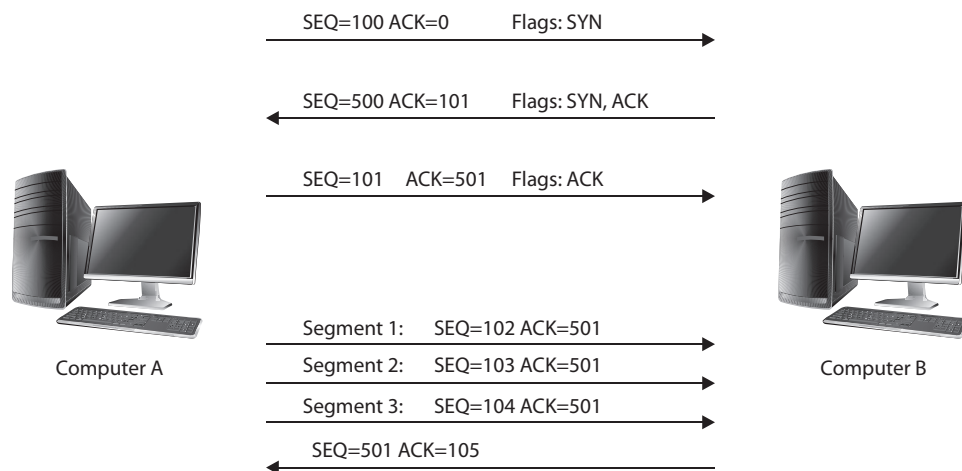 SEQ=100 ACK=0 Flags: SYN
SEQ=500 ACK=101 Flags: SYN, ACK
SEQ=101 ACK=501 Flags: ACK
Segment 1: SEQ=102 ACK=501
Segment 2: SEQ=103 ACK=501
Segment 3: SEQ=104 ACK=501
SEQ=501 ACK=105
Computer A
Computer B